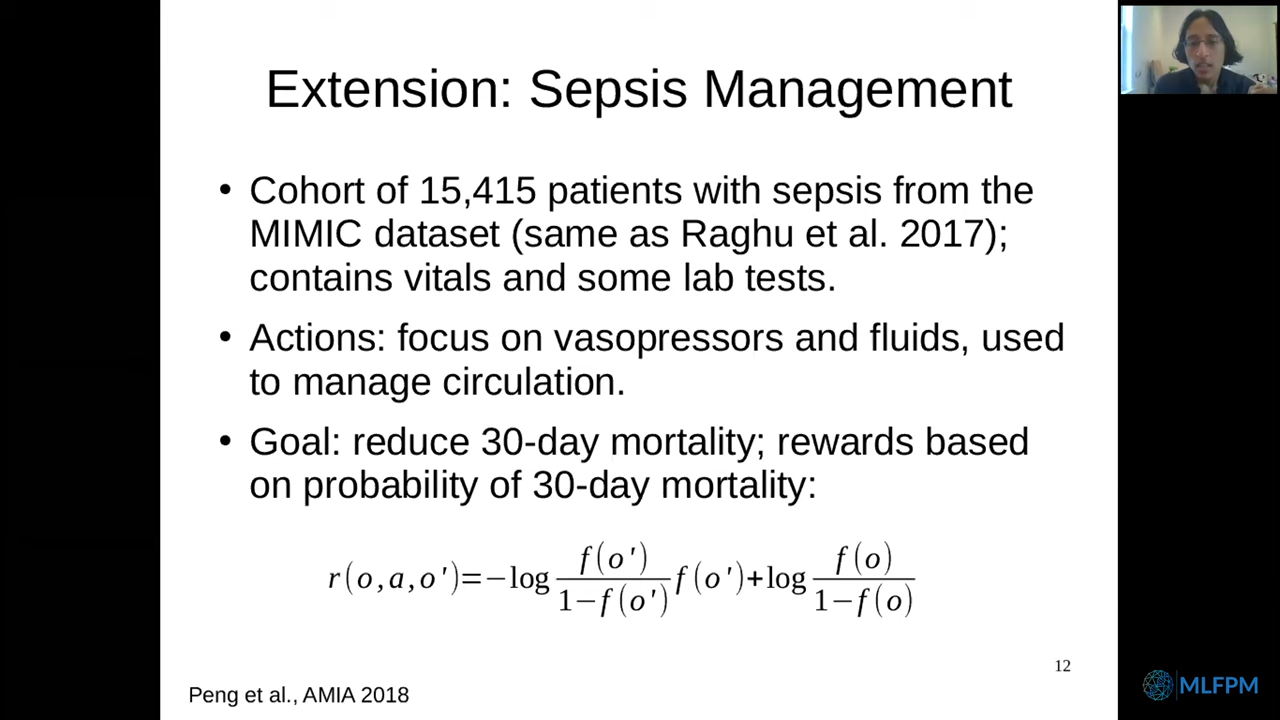 Extension: Sepsis Management
• Cohort of 15,415 patients with sepsis from the
MIMIC dataset (same as Raghu et al. 2017);
contains vitals and some lab tests.
• Actions: focus on vasopressors and fluids, used
to manage circulation.
• Goal: reduce 30-day mortality; rewards based
on probability of 30-day mortality:
r(o,a,o')=−log f(o')/(1−f(o')) f(o')+log f(o)/(1−f(o))
12
Peng et al., AMIA 2018
MLFPM